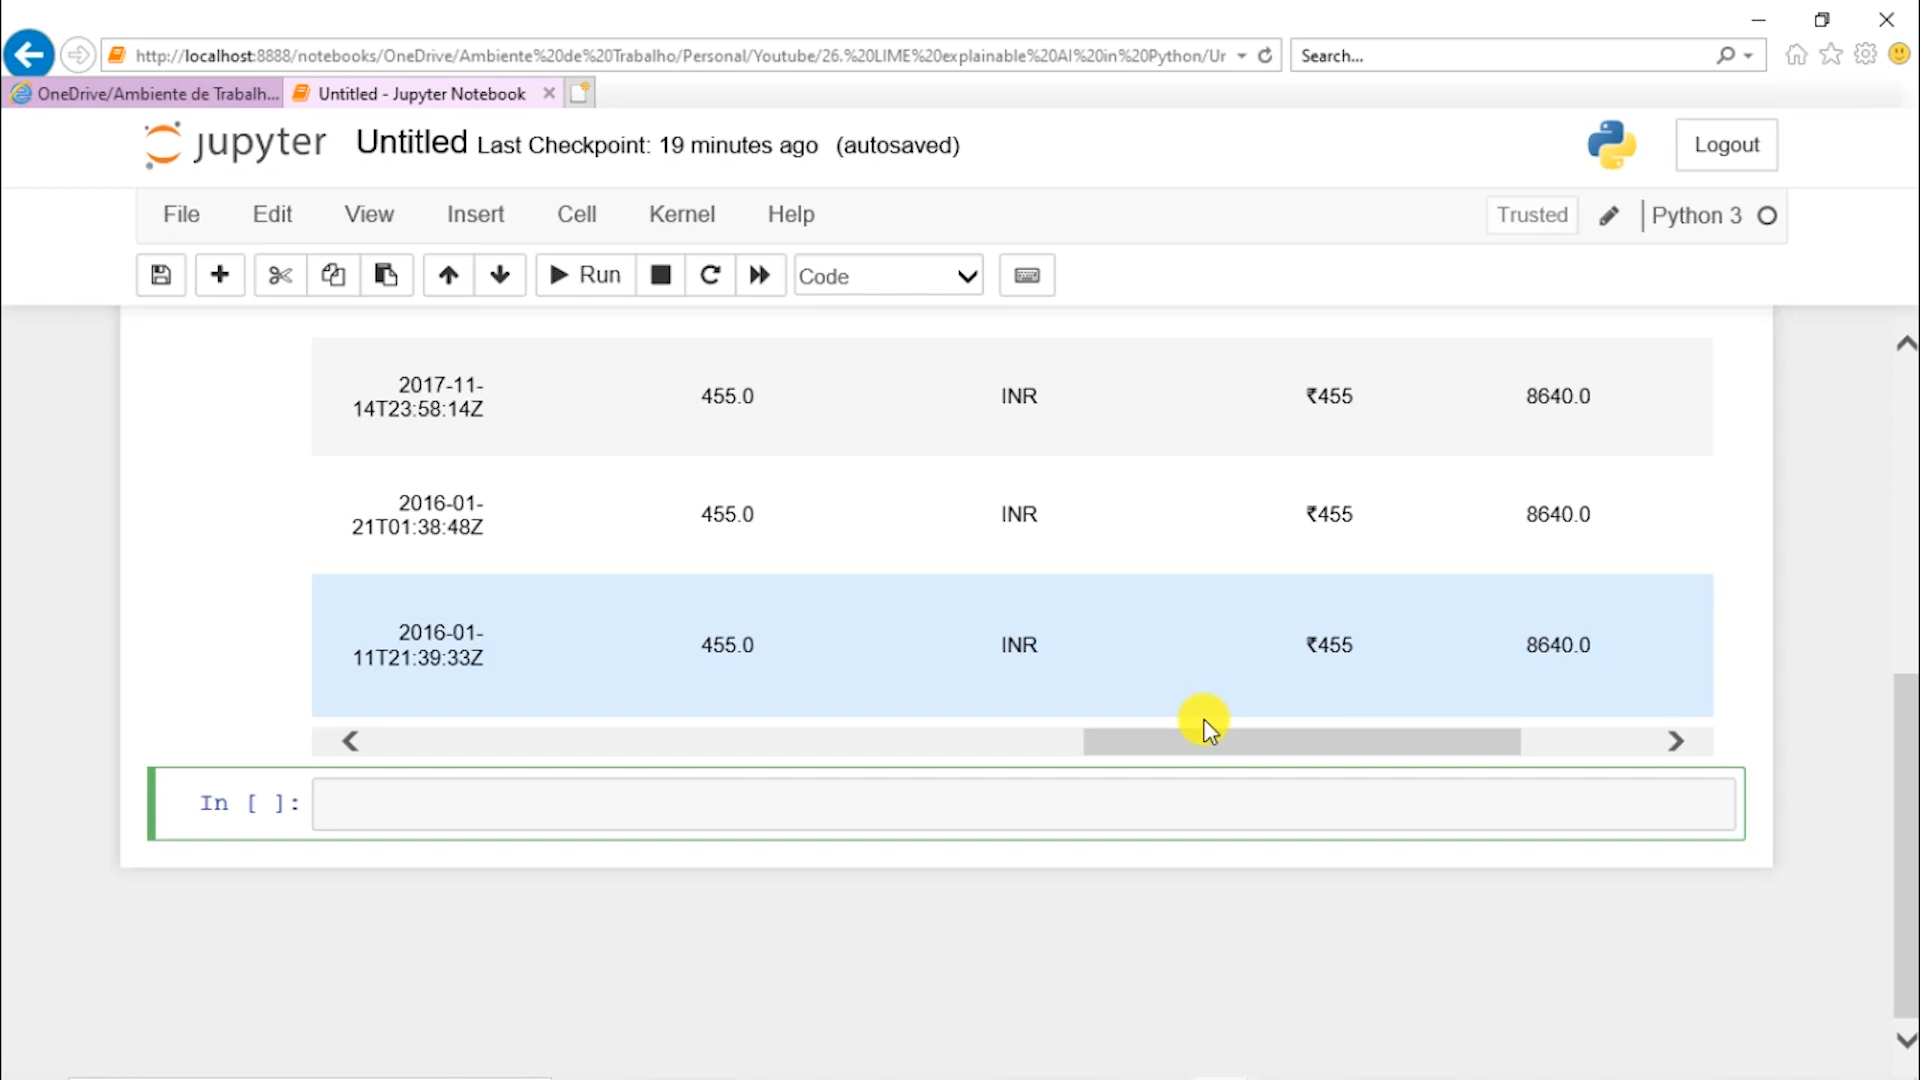 http://localhost:8888/notebooks/OneDrive/Ambiente%20de%20Trabalho/Personal/Youtube/26.%20LIME%20explainable%20AI%20in%20Python/Ur
Search...
OneDrive/Ambiente de Trabalh...
Untitled - Jupyter Notebook
jupyter Untitled Last Checkpoint: 19 minutes ago (autosaved)
Logout
File Edit View Insert Cell Kernel Help
Trusted
Python 3
Run
Code
2017-11-
14T23:58:14Z
455.0 INR ₹455 8640.0
2016-01-
21T01:38:48Z
455.0 INR ₹455 8640.0
2016-01-
11T21:39:33Z
455.0 INR ₹455 8640.0
In [ ]: